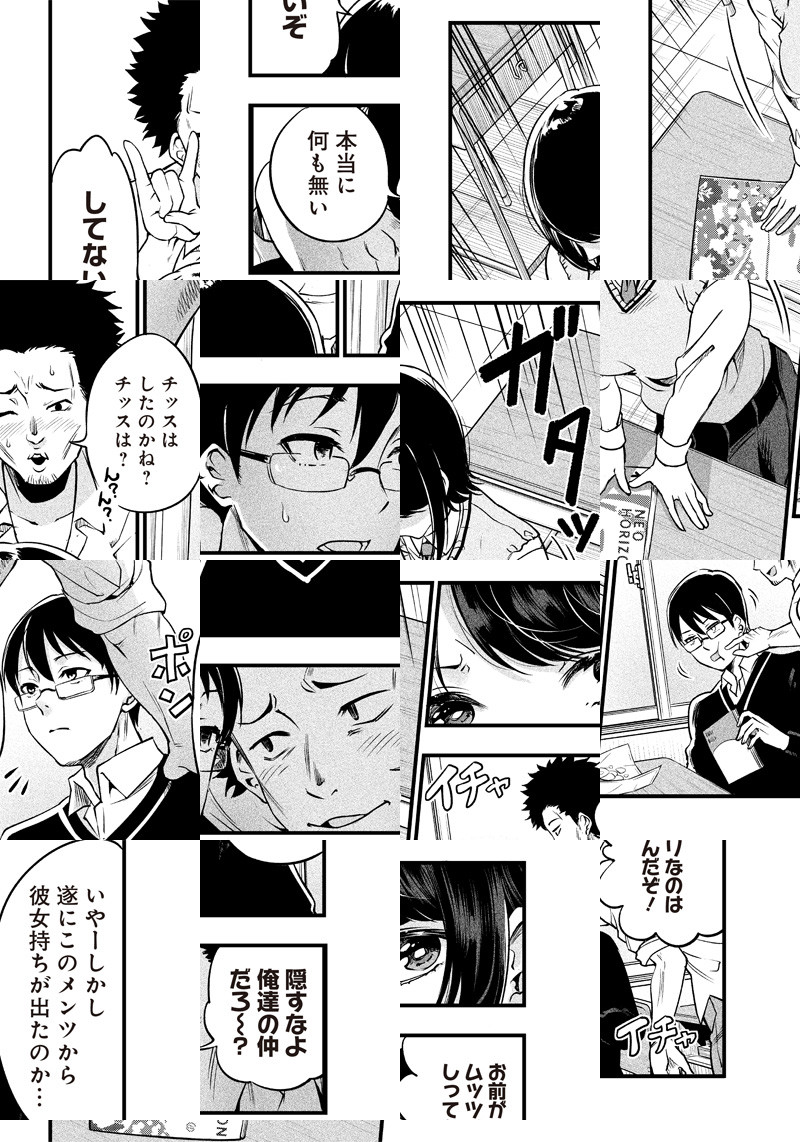 いぞ
本当に
何も無い
してない
チッスは
したのかね?
チッスは?
ん?ん?
ガタッ
NEO
HORIZO
ポン
イチャ
いやーしかし
遂にこのメンツから
彼女持ちが出たのか…
隠すなよ
俺達の仲
だろ〜?
お前が
ムッツ
しって
リなのは
んだぞ!
イチャ
NEO
HOR